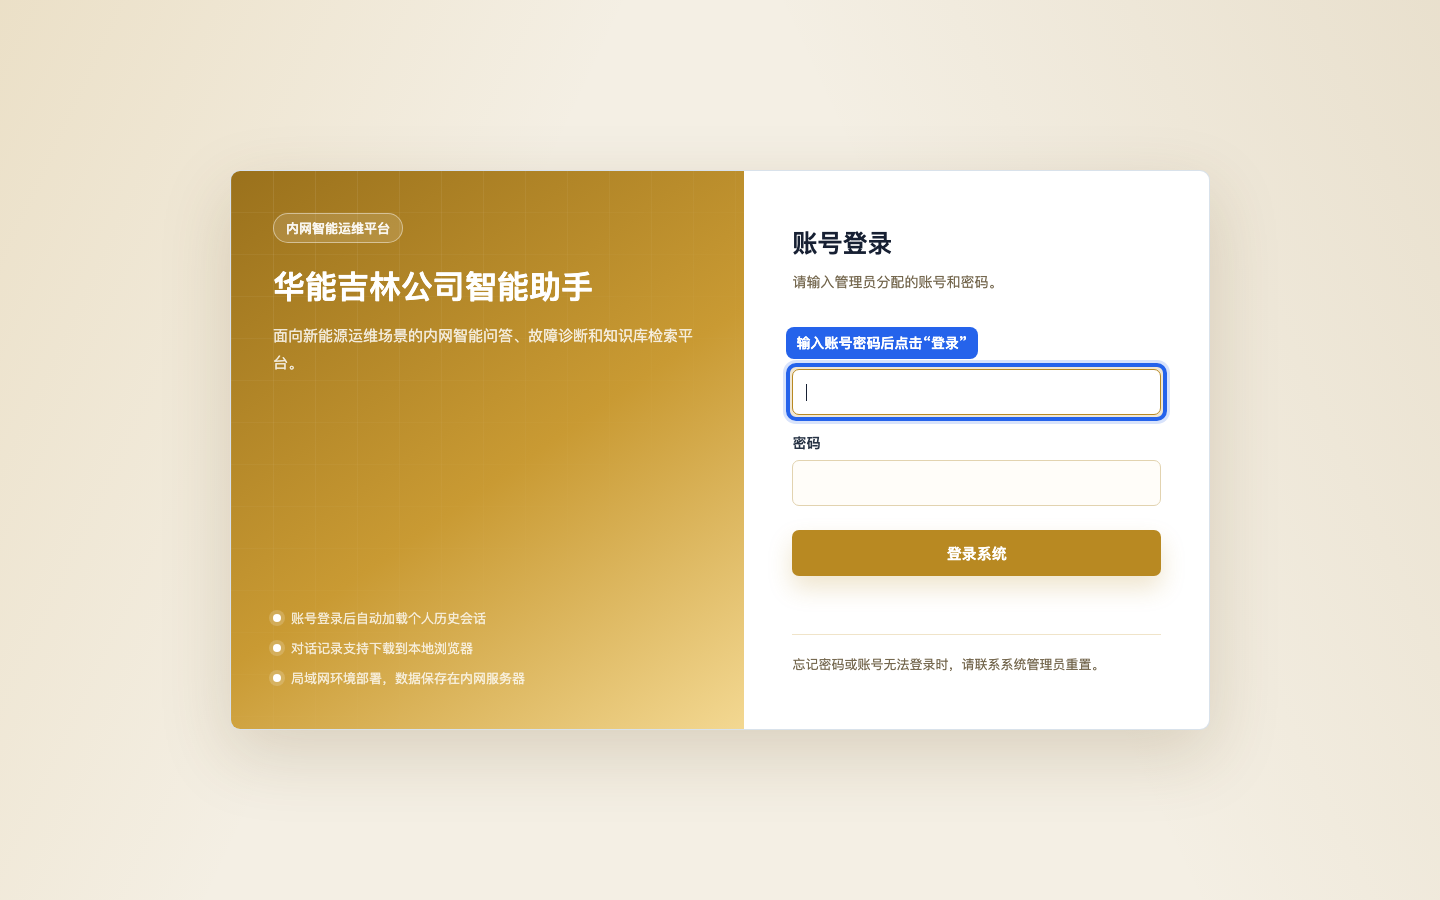 内网智能运维平台
华能吉林公司智能助手
面向新能源运维场景的内网智能问答、故障诊断和知识库检索平
台。
账号登录后自动加载个人历史会话
对话记录支持下载到本地浏览器
局域网环境部署，数据保存在内网服务器
账号登录
请输入管理员分配的账号和密码。
输入账号密码后点击“登录”
密码
登录系统
忘记密码或账号无法登录时，请联系系统管理员重置。